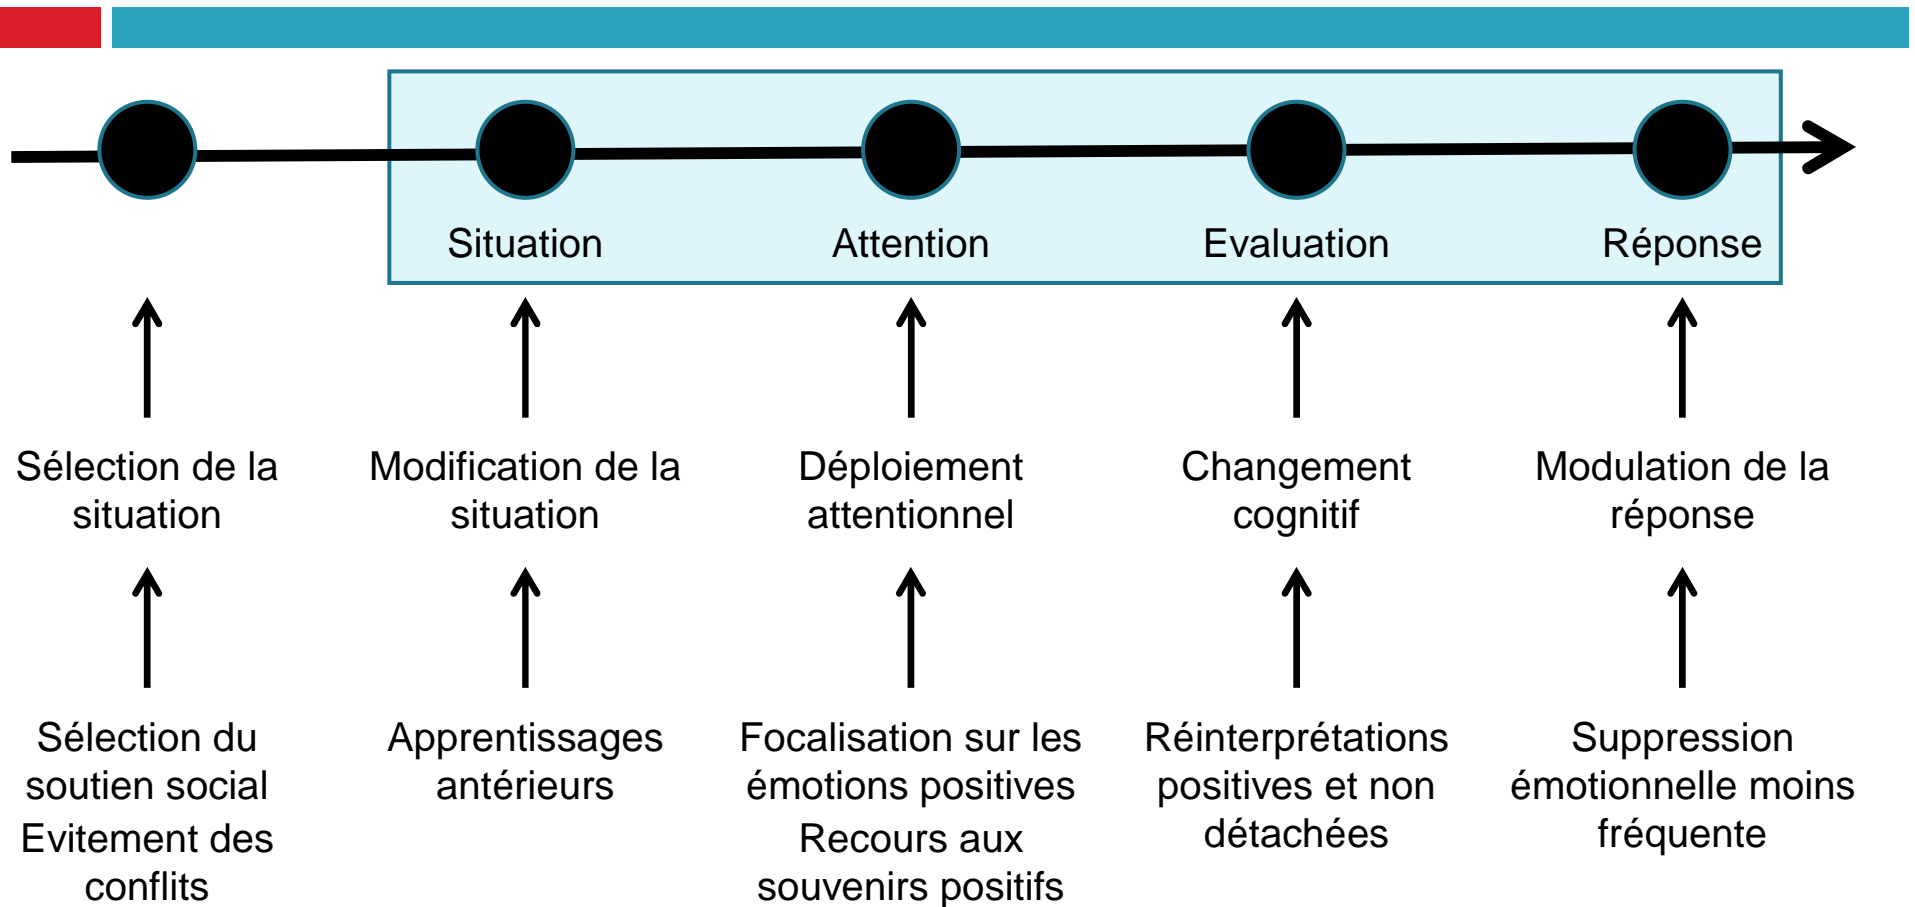 Situation
Attention
Evaluation
Réponse
Sélection de la
situation
Modification de la
situation
Déploiement
attentionnel
Changement
cognitif
Modulation de la
réponse
Sélection du
soutien social
Evitement des
conflits
Apprentissages
antérieurs
Focalisation sur les
émotions positives
Recours aux
souvenirs positifs
Réinterprétations
positives et non
détachées
Suppression
émotionnelle moins
fréquente